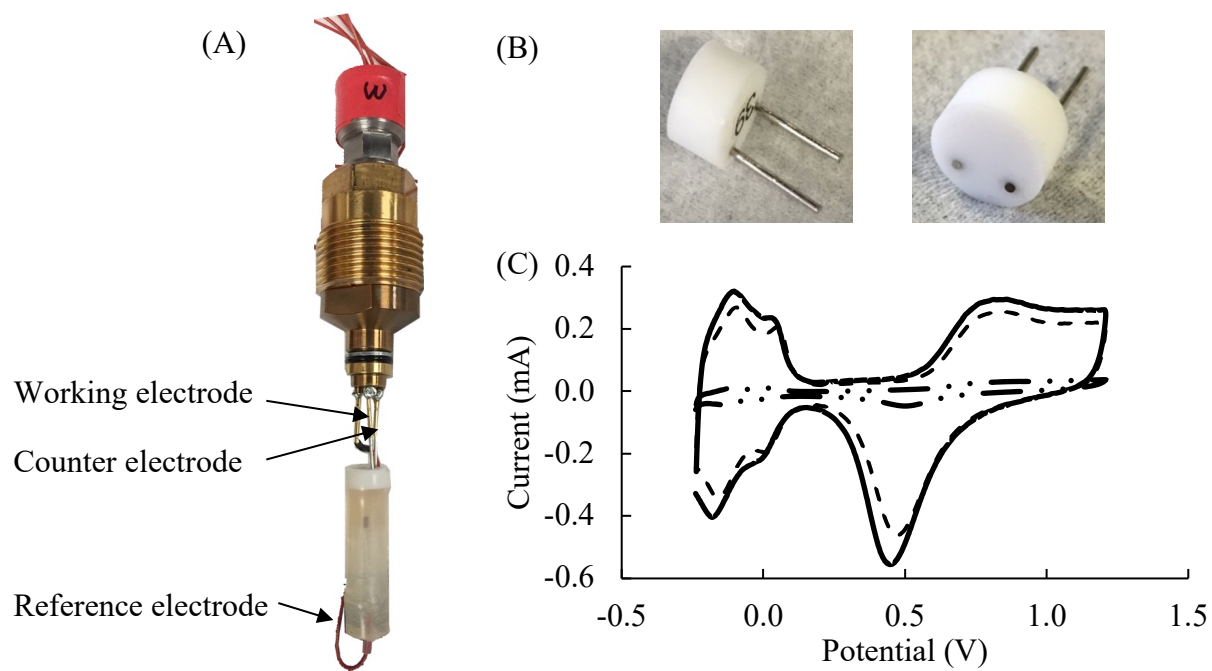 (A)
W
Working electrode
Counter electrode
Reference electrode
(B)
(C)
Current (mA)
0.4
0.2
0.0
-0.2
-0.4
-0.6
-0.5
0.0
0.5
1.0
1.5
Potential (V)